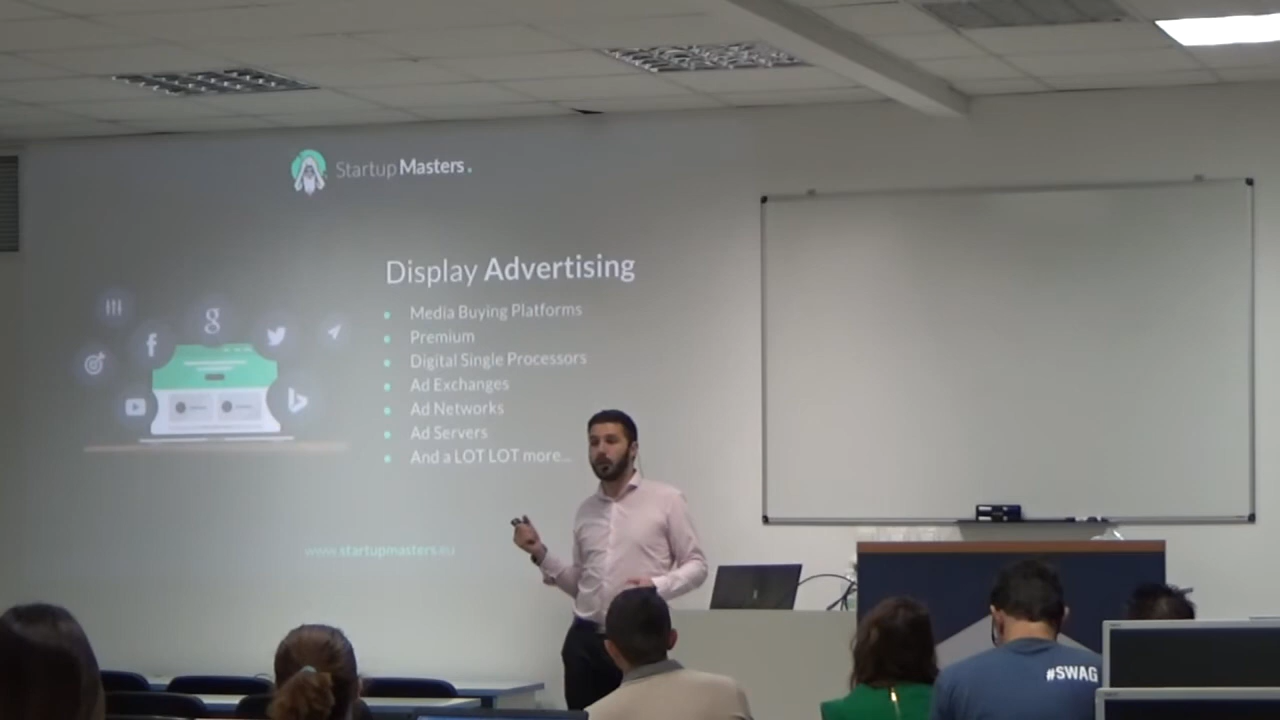 Startup Masters.
Display Advertising
Media Buying Platforms
Premium
Digital Single Processors
Ad Exchanges
Ad Networks
Ad Servers
And a LOT LOT more...
www.startupmasters.eu
#SWAG